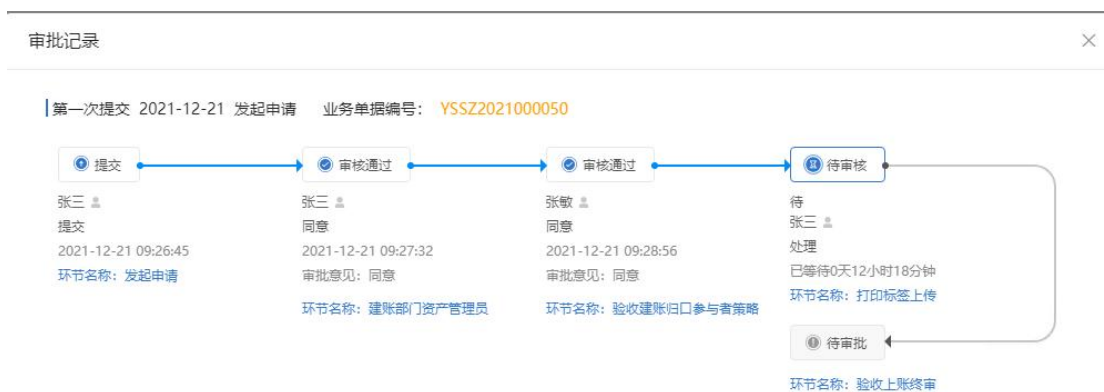 审批记录
第一次提交 2021-12-21 发起申请 业务单据编号： YSSZ2021000050
提交 审核通过 审核通过 待审核
张三 张三 张敏 待
张三
提交 同意 同意 处理
2021-12-21 09:26:45 2021-12-21 09:27:32 2021-12-21 09:28:56 已等待0天12小时18分钟
环节名称：发起申请 审批意见：同意 审批意见：同意 环节名称：打印标签上传
环节名称：建账部门资产管理员 环节名称：验收建账归口参与者策略
待审批
环节名称：验收上账终审